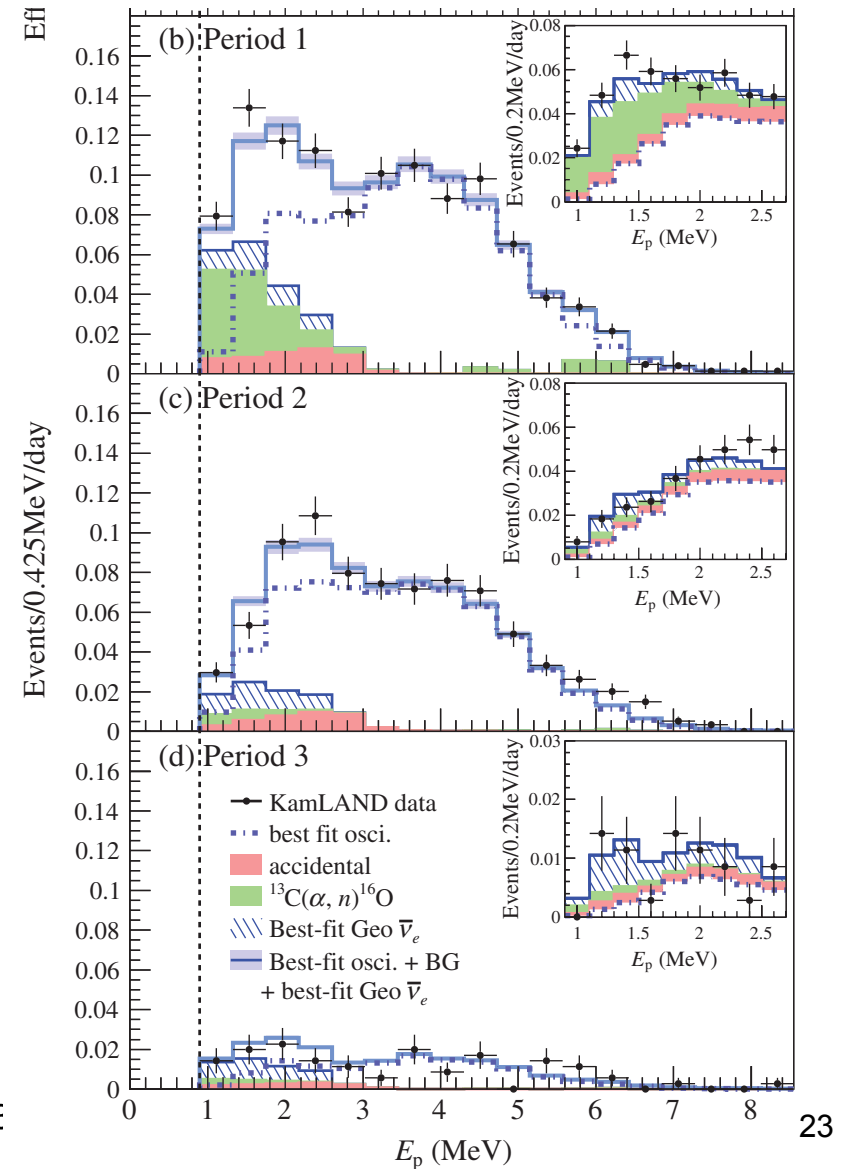 Eff
(b) Period 1
0.16
0.14
0.12
0.1
0.08
0.06
0.04
0.02
0
Events/0.2MeV/day
0.08
0.06
0.04
0.02
0
1
1.5
2
2.5
E_p (MeV)
Events/0.425MeV/day
(c) Period 2
0.16
0.14
0.12
0.1
0.08
0.06
0.04
0.02
0
Events/0.2MeV/day
0.08
0.06
0.04
0.02
0
1
1.5
2
2.5
E_p (MeV)
(d) Period 3
0.16
0.14
0.12
0.1
0.08
0.06
0.04
0.02
0
KamLAND data
best fit osci.
accidental
¹³C(α, n)¹⁶O
Best-fit Geo ν̅_e
Best-fit osci. + BG
+ best-fit Geo ν̅_e
Events/0.2MeV/day
0.03
0.02
0.01
0
1
1.5
2
2.5
E_p (MeV)
0 1 2 3 4 5 6 7 8
E_p (MeV)
23